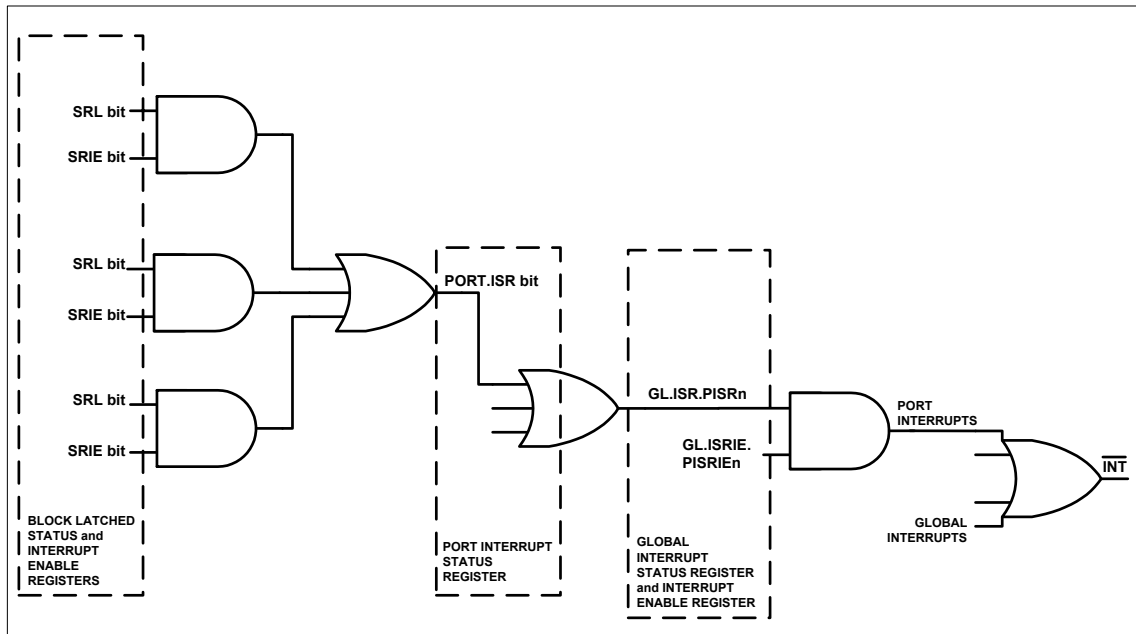 SRL bit
SRIE bit
SRL bit
SRIE bit
SRL bit
SRIE bit
BLOCK LATCHED
STATUS and
INTERRUPT
ENABLE
REGISTERS
PORT.ISR bit
PORT INTERRUPT
STATUS
REGISTER
GL.ISR.PISRn
GL.ISRIE.
PISRIEn
GLOBAL
INTERRUPT
STATUS REGISTER
and INTERRUPT
ENABLE REGISTER
PORT
INTERRUPTS
GLOBAL
INTERRUPTS
INT